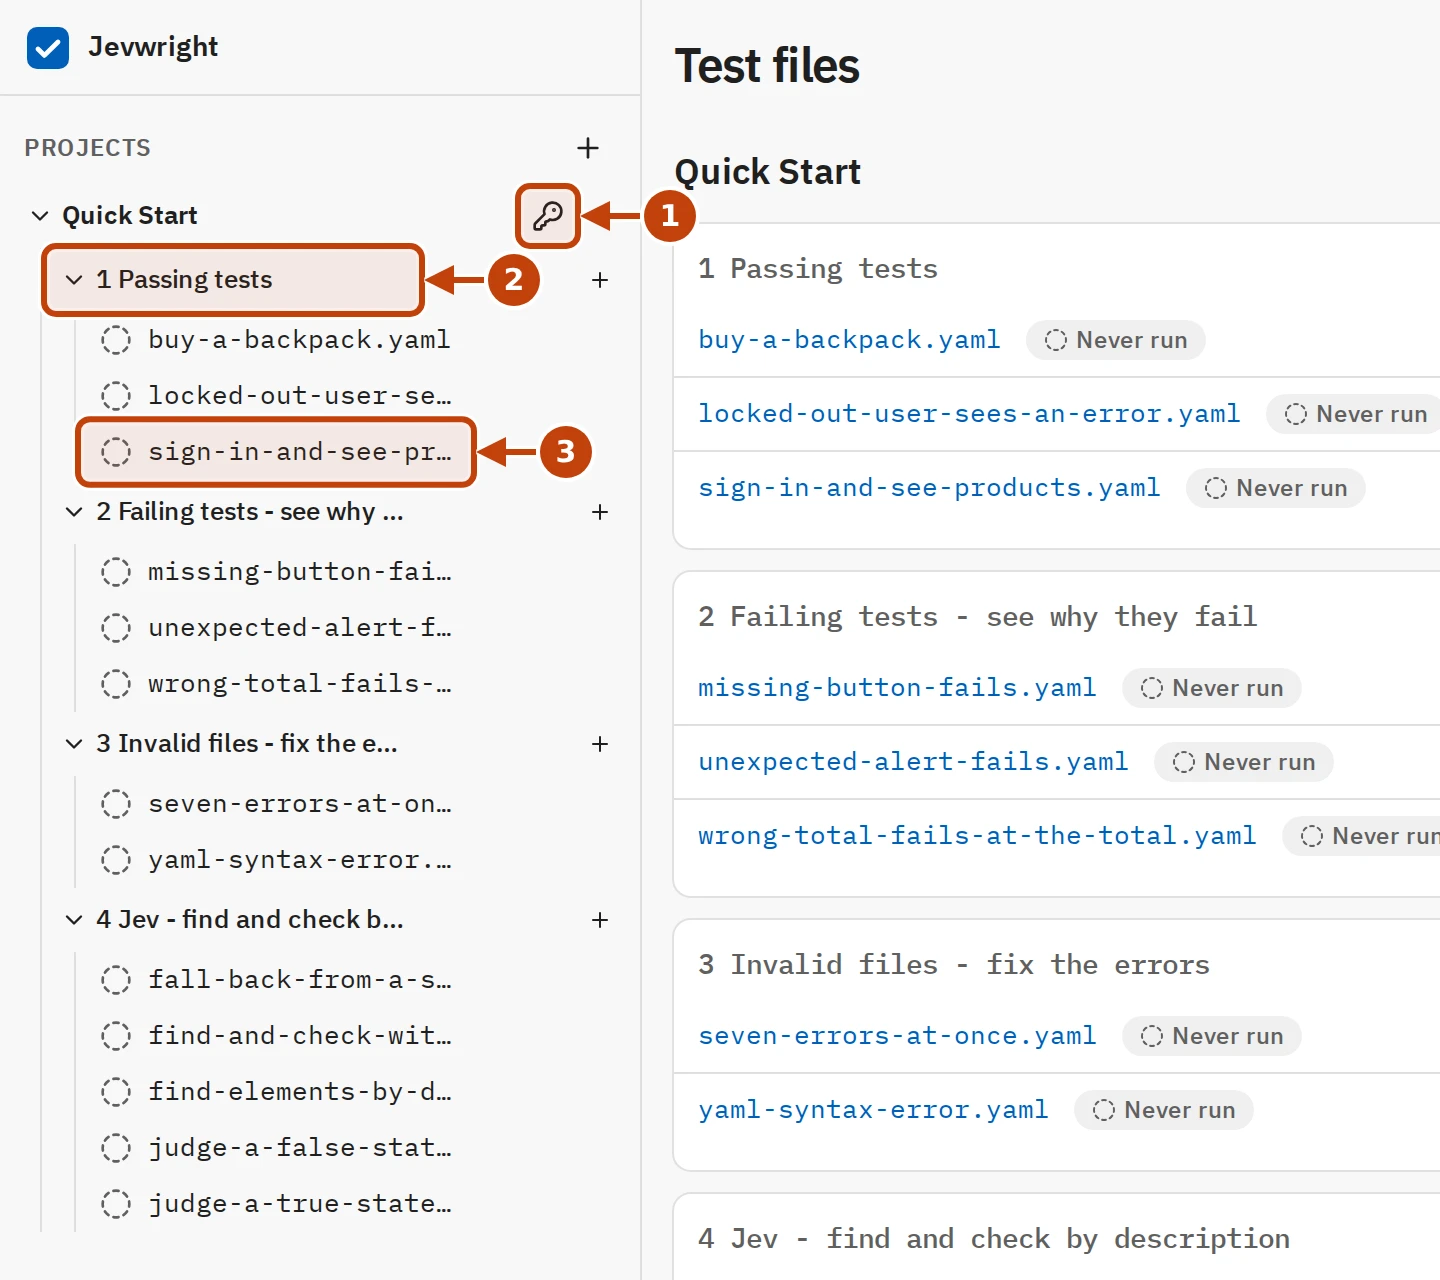 Jevwright
PROJECTS
Quick Start
1
1 Passing tests
2
buy-a-backpack.yaml
locked-out-user-se…
sign-in-and-see-pr…
3
2 Failing tests - see why …
missing-button-fai…
unexpected-alert-f…
wrong-total-fails-…
3 Invalid files - fix the e…
seven-errors-at-on…
yaml-syntax-error.…
4 Jev - find and check b…
fall-back-from-a-s…
find-and-check-wit…
find-elements-by-d…
judge-a-false-stat…
judge-a-true-state…
Test files
Quick Start
1 Passing tests
buy-a-backpack.yaml Never run
locked-out-user-sees-an-error.yaml Never run
sign-in-and-see-products.yaml Never run
2 Failing tests - see why they fail
missing-button-fails.yaml Never run
unexpected-alert-fails.yaml Never run
wrong-total-fails-at-the-total.yaml Never run
3 Invalid files - fix the errors
seven-errors-at-once.yaml Never run
yaml-syntax-error.yaml Never run
4 Jev - find and check by description